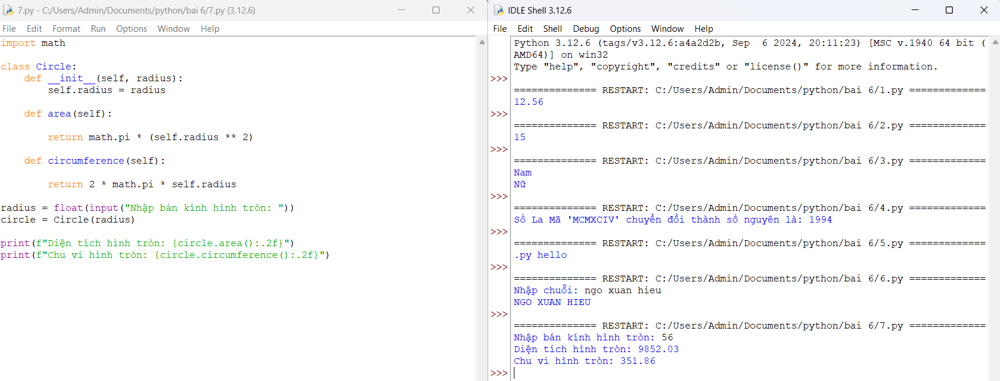 7.py - C:/Users/Admin/Documents/python/bai 6/7.py (3.12.6)
File Edit Format Run Options Window Help
import math
class Circle:
    def __init__(self, radius):
        self.radius = radius
    def area(self):
        return math.pi * (self.radius ** 2)
    def circumference(self):
        return 2 * math.pi * self.radius
radius = float(input("Nhập bán kính hình tròn: "))
circle = Circle(radius)
print(f"Diện tích hình tròn: {circle.area():.2f}")
print(f"Chu vi hình tròn: {circle.circumference():.2f}")
IDLE Shell 3.12.6
File Edit Shell Debug Options Window Help
Python 3.12.6 (tags/v3.12.6:a4a2d2b, Sep  6 2024, 20:11:23) [MSC v.1940 64 bit (
AMD64)] on win32
Type "help", "copyright", "credits" or "license()" for more information.
>>>
============== RESTART: C:/Users/Admin/Documents/python/bai 6/1.py =============
12.56
>>>
============== RESTART: C:/Users/Admin/Documents/python/bai 6/2.py =============
15
>>>
============== RESTART: C:/Users/Admin/Documents/python/bai 6/3.py =============
Nam
Nữ
>>>
============== RESTART: C:/Users/Admin/Documents/python/bai 6/4.py =============
Số La Mã 'MCMXCIV' chuyển đổi thành số nguyên là: 1994
>>>
============== RESTART: C:/Users/Admin/Documents/python/bai 6/5.py =============
.py hello
>>>
============== RESTART: C:/Users/Admin/Documents/python/bai 6/6.py =============
Nhập chuỗi: ngo xuan hieu
NGO XUAN HIEU
>>>
============== RESTART: C:/Users/Admin/Documents/python/bai 6/7.py =============
Nhập bán kính hình tròn: 56
Diện tích hình tròn: 9852.03
Chu vi hình tròn: 351.86
>>>